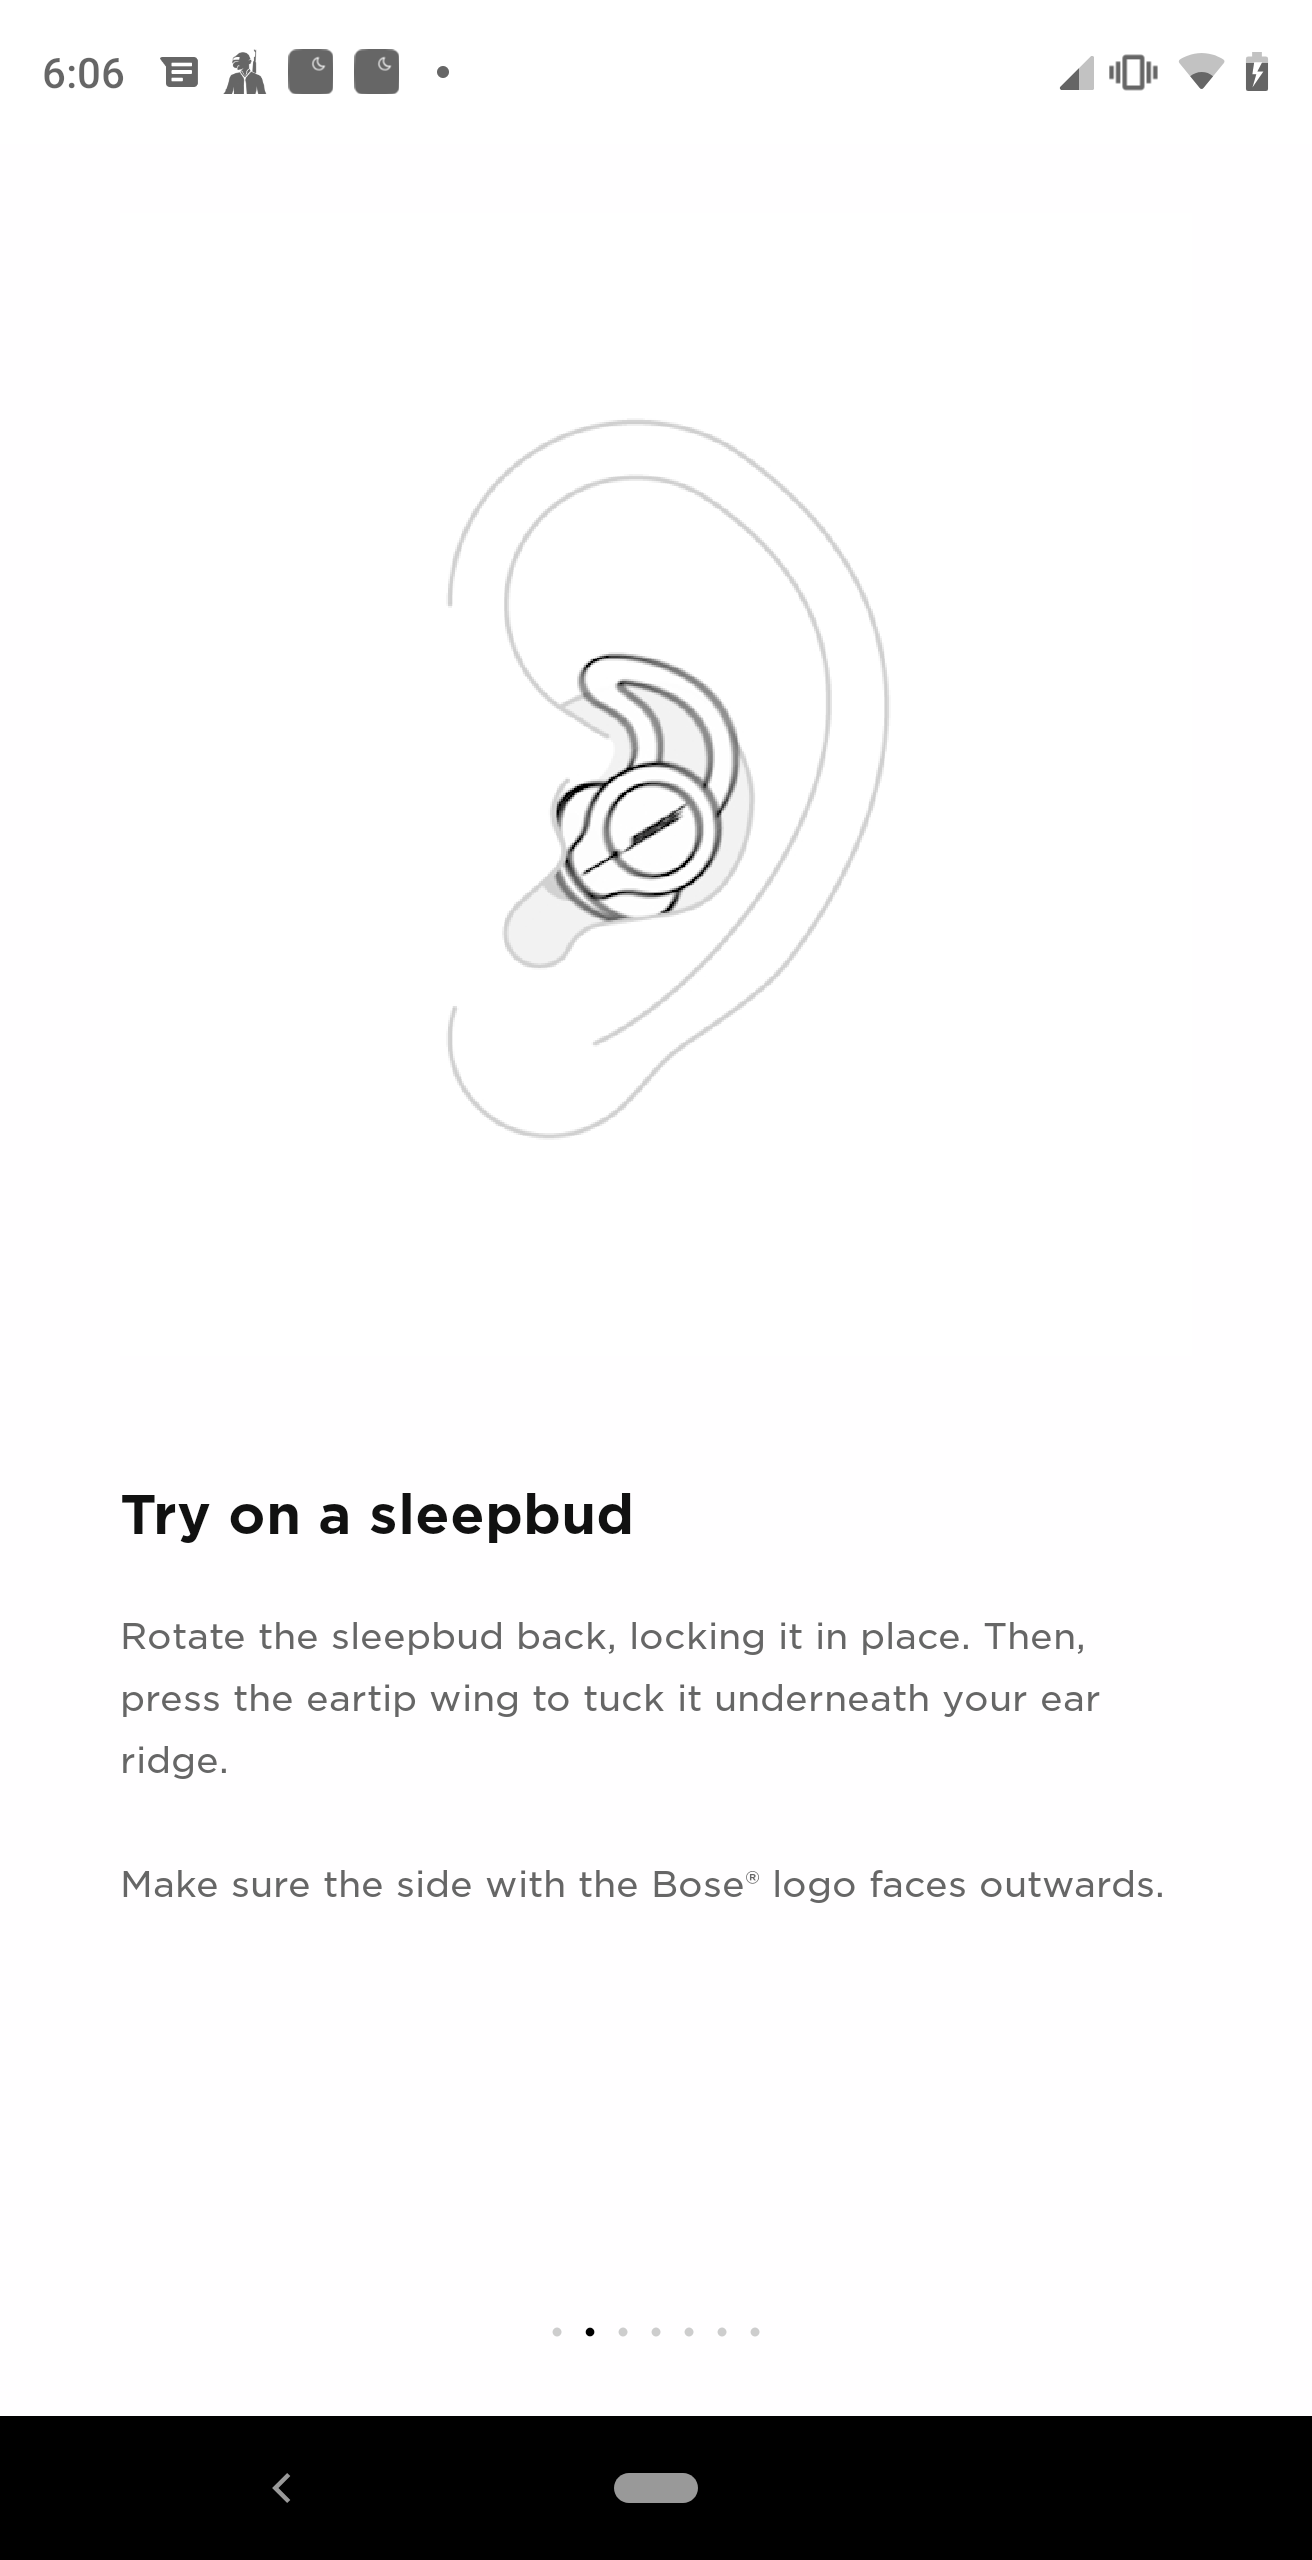 6:06
Try on a sleepbud
Rotate the sleepbud back, locking it in place. Then,
press the eartip wing to tuck it underneath your ear
ridge.
Make sure the side with the Bose® logo faces outwards.